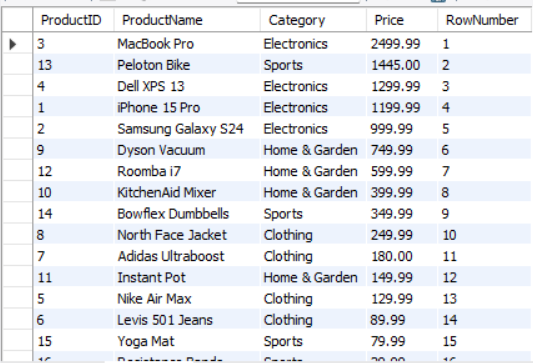 ProductID ProductName Category Price RowNumber
3 MacBook Pro Electronics 2499.99 1
13 Peloton Bike Sports 1445.00 2
4 Dell XPS 13 Electronics 1299.99 3
1 iPhone 15 Pro Electronics 1199.99 4
2 Samsung Galaxy S24 Electronics 999.99 5
9 Dyson Vacuum Home & Garden 749.99 6
12 Roomba i7 Home & Garden 599.99 7
10 KitchenAid Mixer Home & Garden 399.99 8
14 Bowflex Dumbbells Sports 349.99 9
8 North Face Jacket Clothing 249.99 10
7 Adidas Ultraboost Clothing 180.00 11
11 Instant Pot Home & Garden 149.99 12
5 Nike Air Max Clothing 129.99 13
6 Levis 501 Jeans Clothing 89.99 14
15 Yoga Mat Sports 79.99 15